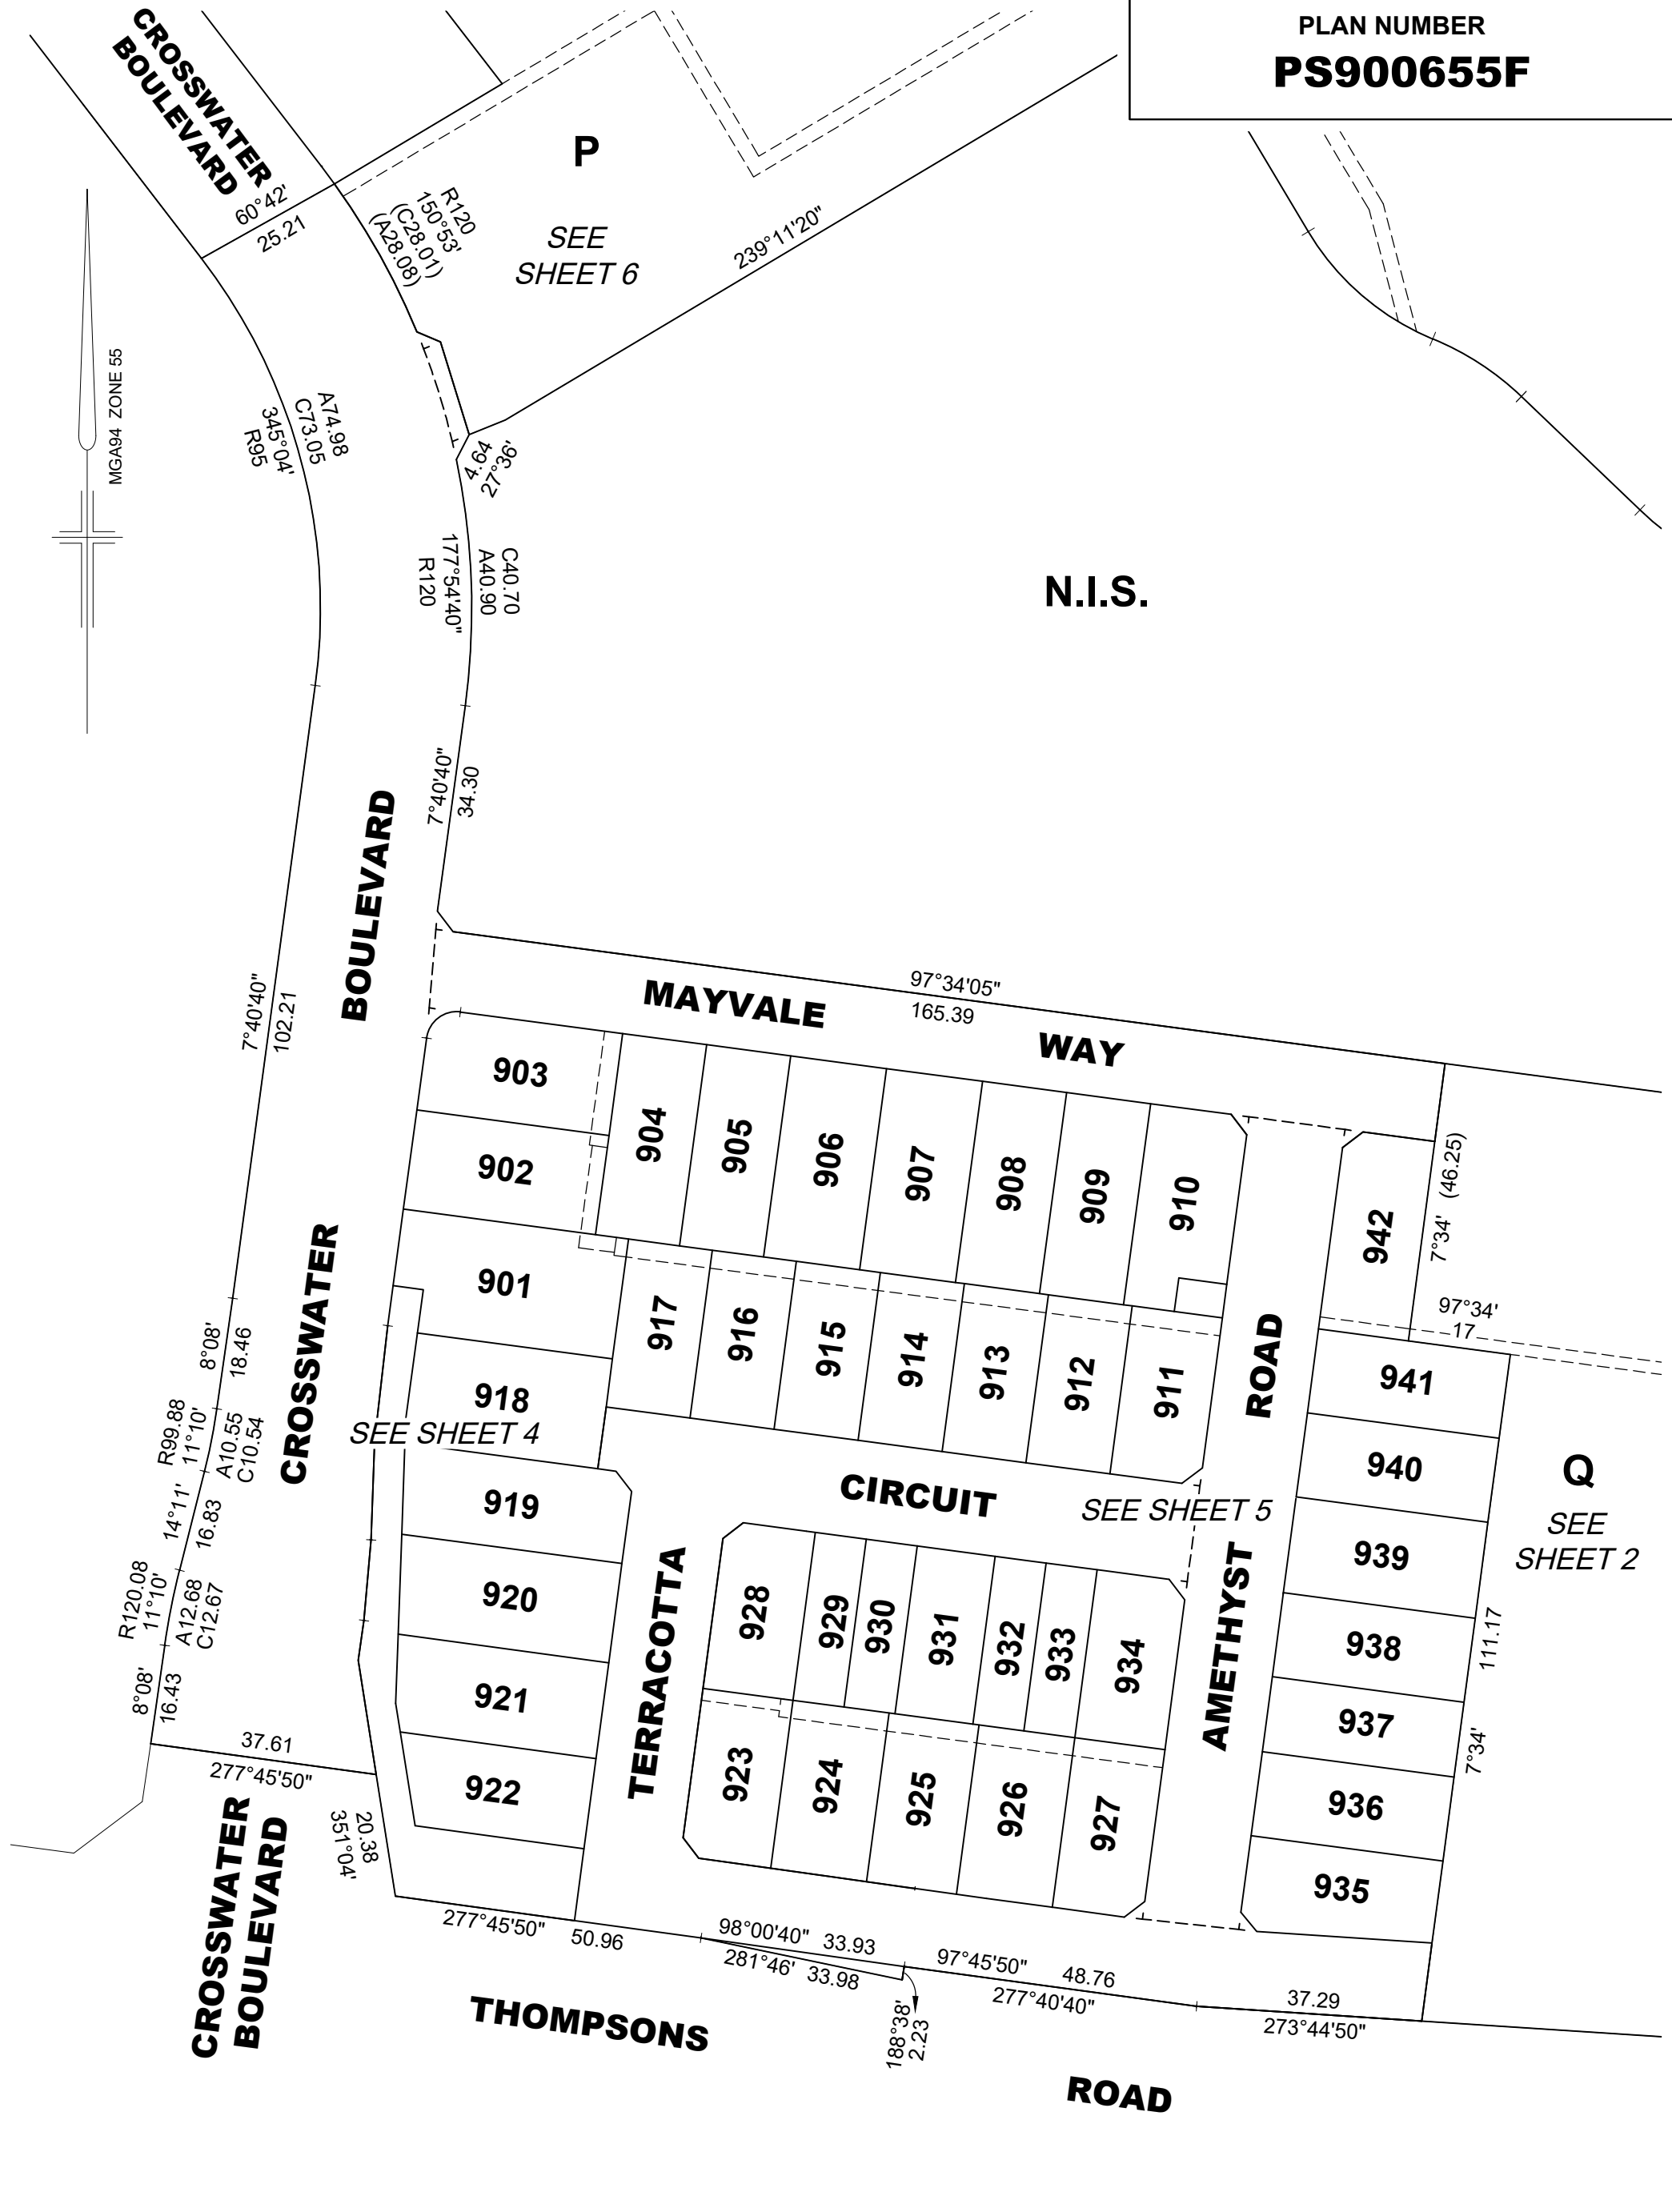 PLAN NUMBER
PS900655F
CROSSWATER
BOULEVARD
60°42'
25.21
R120
150°53'
(C28.01)
(A28.08)
P
SEE
SHEET 6
239°11'20"
MGA94 ZONE 55
A74.98
C73.05
345°04'
R95
4.64
27°36'
C40.70
A40.90
177°54'40"
R120
N.I.S.
7°40'40"
34.30
BOULEVARD
7°40'40"
102.21
MAYVALE
WAY
97°34'05"
165.39
903
902
901
904
905
906
907
908
909
910
942
7°34' (46.25)
97°34'
17
CROSSWATER
8°08'
18.46
917
916
915
914
913
912
911
ROAD
941
918
SEE SHEET 4
R99.88
11°10'
A10.55
C10.54
940
Q
SEE
SHEET 2
919
CIRCUIT
SEE SHEET 5
14°11'
16.83
939
920
R120.08
11°10'
A12.68
C12.67
TERRACOTTA
928
929
930
931
932
933
934
AMETHYST
938
111.17
7°34'
921
8°08'
16.43
937
37.61
277°45'50"
922
923
924
925
926
927
936
935
20.38
351°04'
CROSSWATER
BOULEVARD
277°45'50"
50.96
98°00'40" 33.93
281°46' 33.98
97°45'50"
48.76
277°40'40"
37.29
273°44'50"
188°38'
2.23
THOMPSONS
ROAD